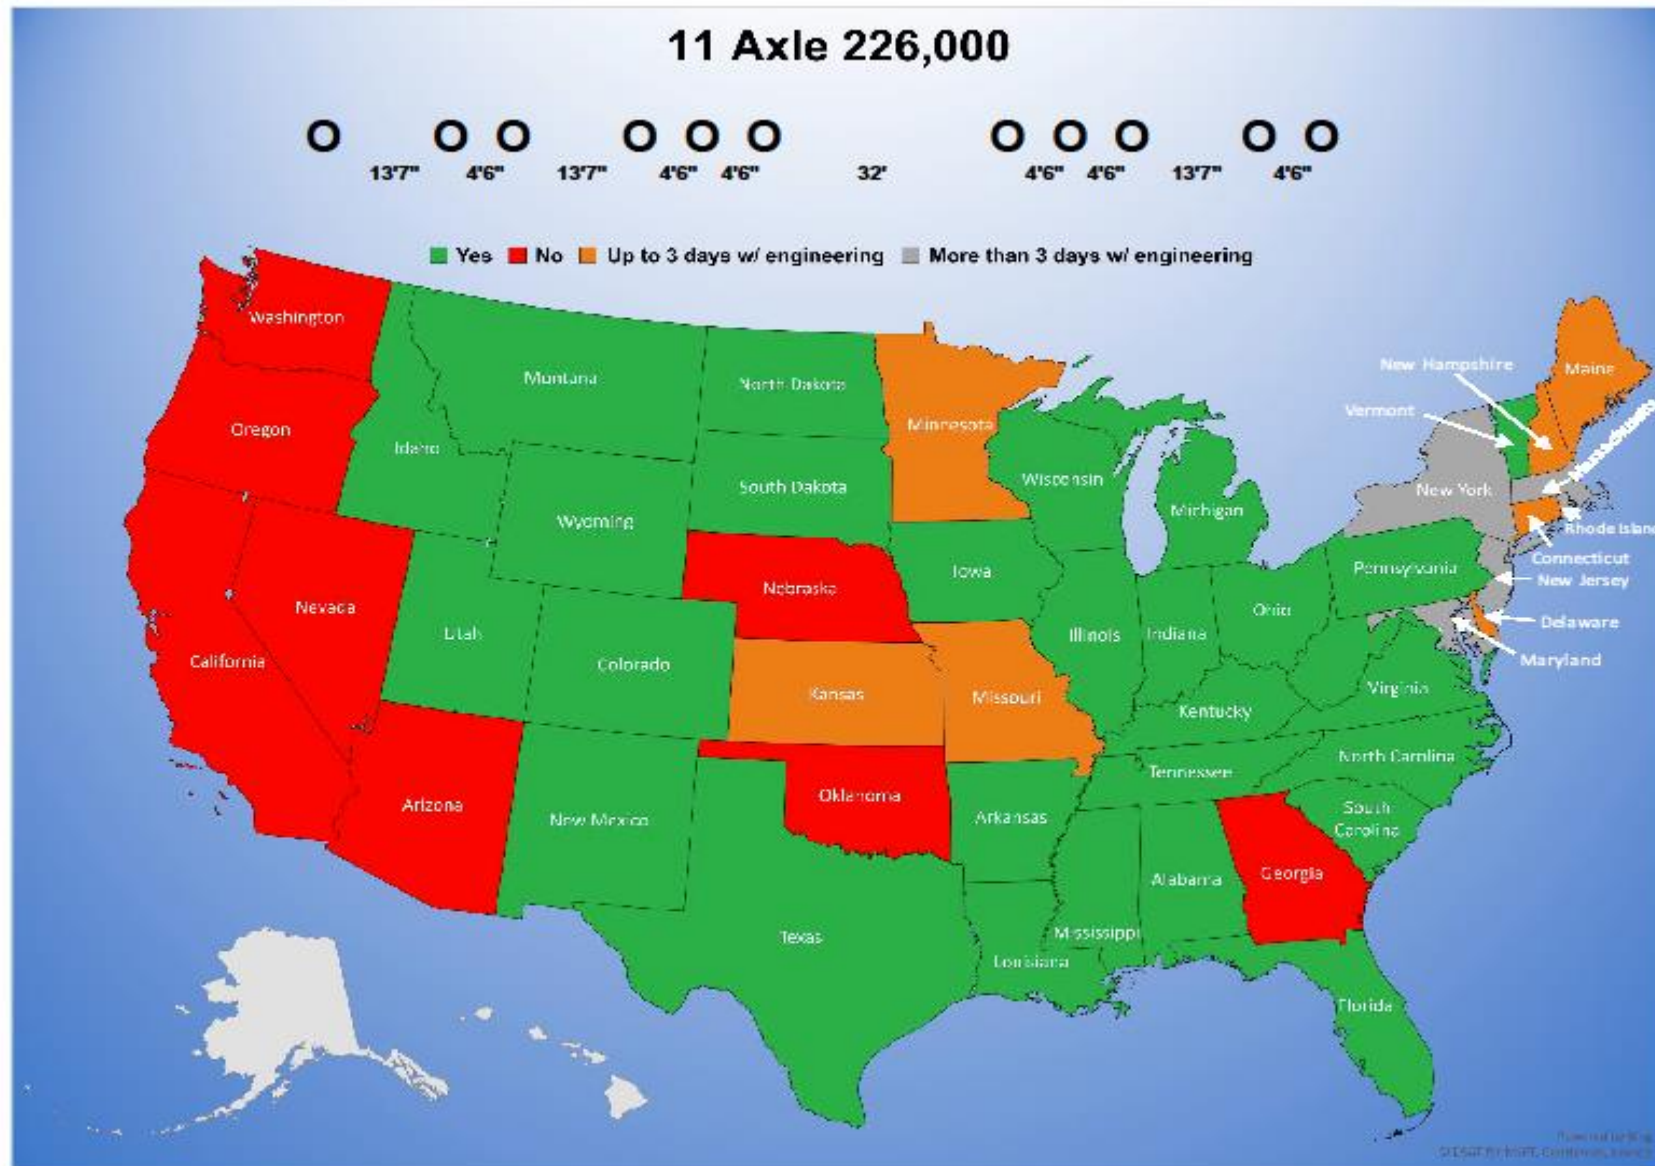 11 Axle 226,000
O O O O O O O O O O O
13'7" 4'6" 13'7" 4'6" 4'6" 32' 4'6" 4'6" 13'7" 4'6"
Yes No Up to 3 days w/ engineering More than 3 days w/ engineering
Washington
Montana
North Dakota
Minnesota
New Hampshire
Maine
Vermont
Massachusetts
Oregon
Idaho
South Dakota
Wisconsin
Michigan
New York
Rhode Island
Wyoming
Connecticut
Iowa
Pennsylvania
New Jersey
Nebraska
Nevada
Utah
Illinois
Indiana
Ohio
Delaware
California
Colorado
Kansas
Missouri
Maryland
Virginia
Kentucky
North Carolina
Tennessee
Arizona
Oklahoma
New Mexico
Arkansas
South
Carolina
Alabama
Georgia
Texas
Mississippi
Louisiana
Florida